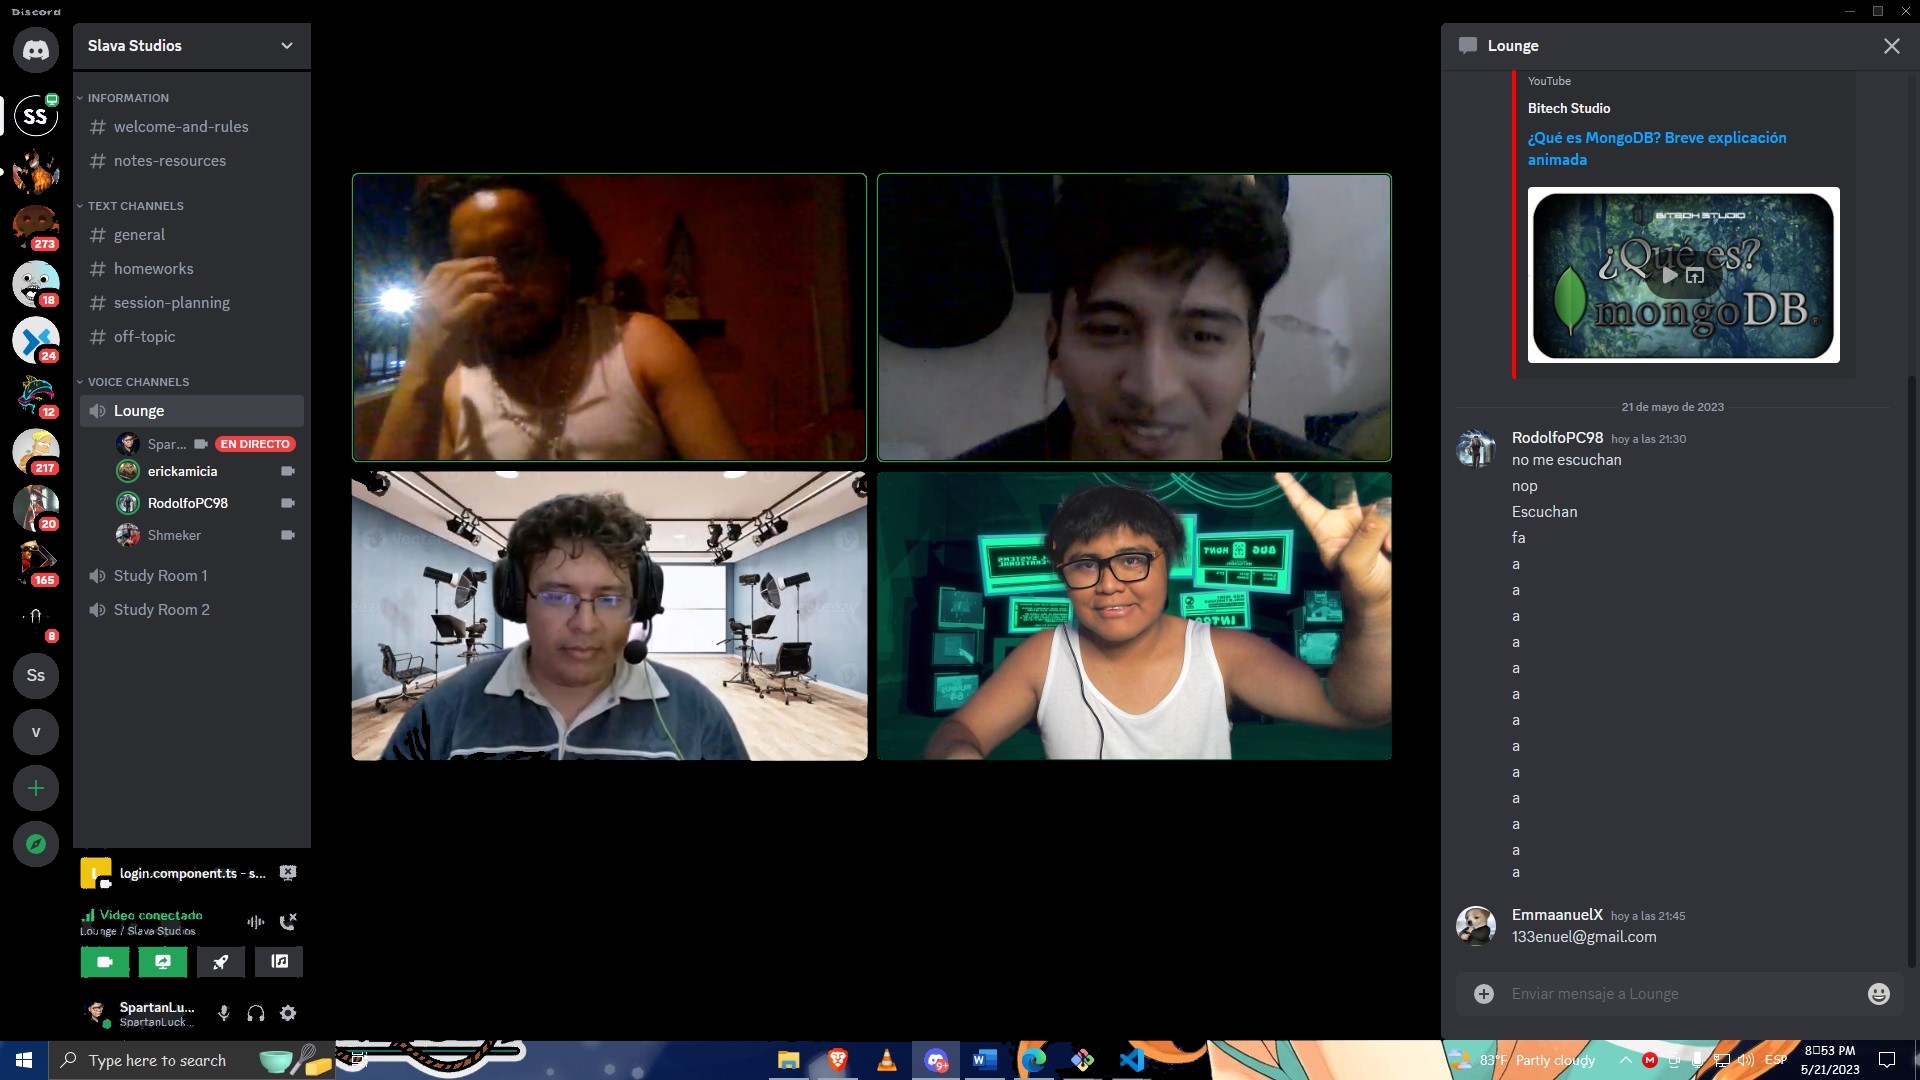 Discord
Slava Studios
INFORMATION
welcome-and-rules
notes-resources
TEXT CHANNELS
general
homeworks
session-planning
off-topic
VOICE CHANNELS
Lounge
Spar... EN DIRECTO
erickamicia
RodolfoPC98
Shmeker
Study Room 1
Study Room 2
SS
273
18
24
12
217
20
165
8
Ss
v
login.component.ts - s...
Video conectado
Lounge / Slava Studios
SpartanLu...
SpartanLuck...
Lounge
YouTube
Bitech Studio
¿Qué es MongoDB? Breve explicación
animada
BITECH STUDIO
¿Qué es?
mongoDB
21 de mayo de 2023
RodolfoPC98 hoy a las 21:30
no me escuchan
nop
Escuchan
fa
a
a
a
a
a
a
a
a
a
a
a
a
a
EmmaanuelX hoy a las 21:45
133enuel@gmail.com
Enviar mensaje a Lounge
Type here to search
9+
83°F Partly cloudy
ESP
8:53 PM
5/21/2023